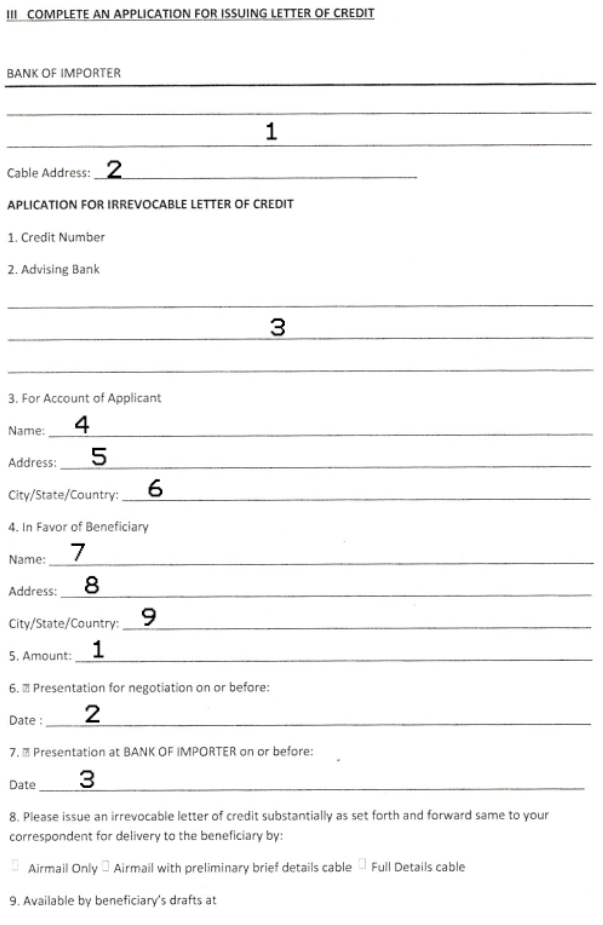 III COMPLETE AN APPLICATION FOR ISSUING LETTER OF CREDIT
BANK OF IMPORTER
1
Cable Address: 2
APLICATION FOR IRREVOCABLE LETTER OF CREDIT
1. Credit Number
2. Advising Bank
3
3. For Account of Applicant
Name: 4
Address: 5
City/State/Country: 6
4. In Favor of Beneficiary
Name: 7
Address: 8
City/State/Country: 9
5. Amount: 1
6. ⍰ Presentation for negotiation on or before:
Date : 2
7. ⍰ Presentation at BANK OF IMPORTER on or before:
Date 3
8. Please issue an irrevocable letter of credit substantially as set forth and forward same to your
correspondent for delivery to the beneficiary by:
☐ Airmail Only ☐ Airmail with preliminary brief details cable ☐ Full Details cable
9. Available by beneficiary's drafts at